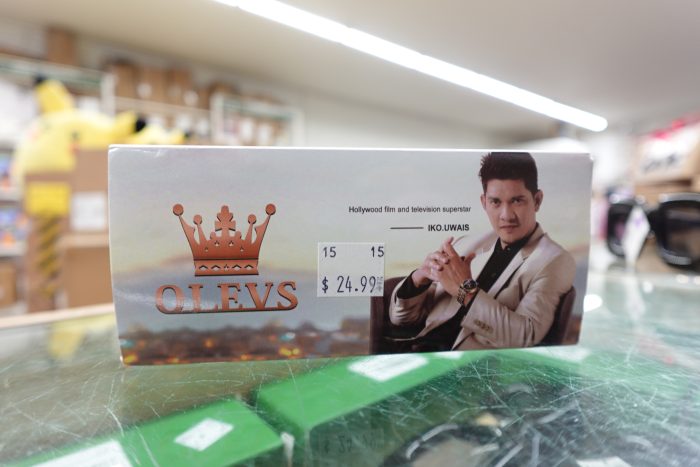 Hollywood film and television superstar
IKO.UWAIS
15 15
$ 24.99
OLEVS